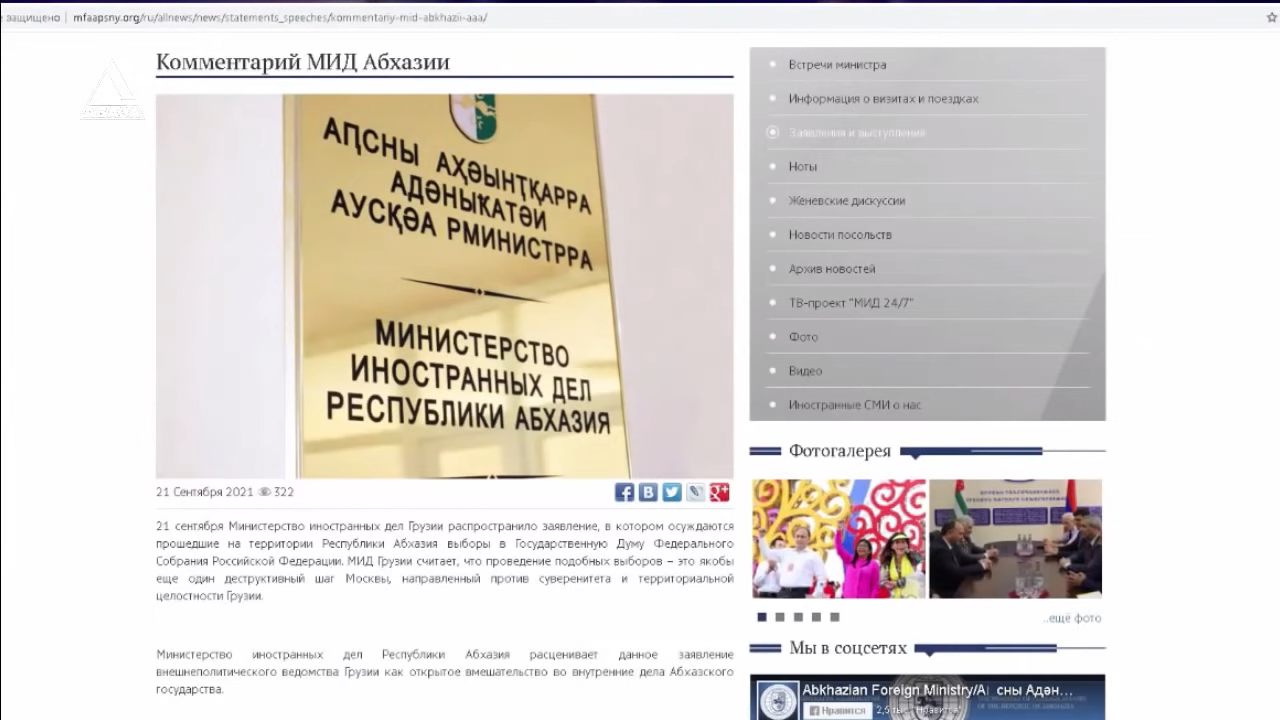 е защищено | mfaapsny.org/ru/allnews/news/statements_speeches/kommentariy-mid-abkhazii-aaa/
Комментарий МИД Абхазии
АԤСНЫ АҲӘЫНҬҚАРРА
АДӘНЫҞАТӘИ
АУСҚӘА РМИНИСТРРА
МИНИСТЕРСТВО
ИНОСТРАННЫХ ДЕЛ
РЕСПУБЛИКИ АБХАЗИЯ
21 Сентября 2021 322
21 сентября Министерство иностранных дел Грузии распространило заявление, в котором осуждаются
прошедшие на территории Республики Абхазия выборы в Государственную Думу Федерального
Собрания Российской Федерации. МИД Грузии считает, что проведение подобных выборов – это якобы
еще один деструктивный шаг Москвы, направленный против суверенитета и территориальной
целостности Грузии.
Министерство иностранных дел Республики Абхазия расценивает данное заявление
внешнеполитического ведомства Грузии как открытое вмешательство во внутренние дела Абхазского
государства.
Встречи министра
Информация о визитах и поездках
Заявления и выступления
Ноты
Женевские дискуссии
Новости посольств
Архив новостей
ТВ-проект "МИД 24/7"
Фото
Видео
Иностранные СМИ о нас
Фотогалерея
..ещё фото
Мы в соцсетях
Abkhazian Foreign Ministry/А сны Адән...
Нравится